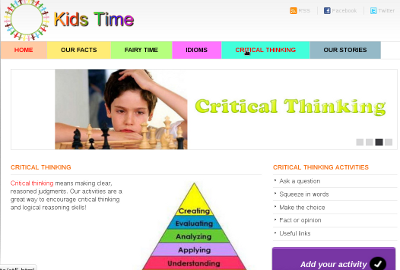 Kids Time
RSS Facebook Twitter
HOME OUR FACTS FAIRY TIME IDIOMS CRITICAL THINKING OUR STORIES
Critical Thinking
CRITICAL THINKING
Critical thinking means making clear,
reasoned judgments. Our activities are a
great way to encourage critical thinking
and logical reasoning skills!
Creating
Evaluating
Analyzing
Applying
Understanding
CRITICAL THINKING ACTIVITIES
Ask a question
Squeeze in words
Make the choice
Fact or opinion
Useful links
Add your activity